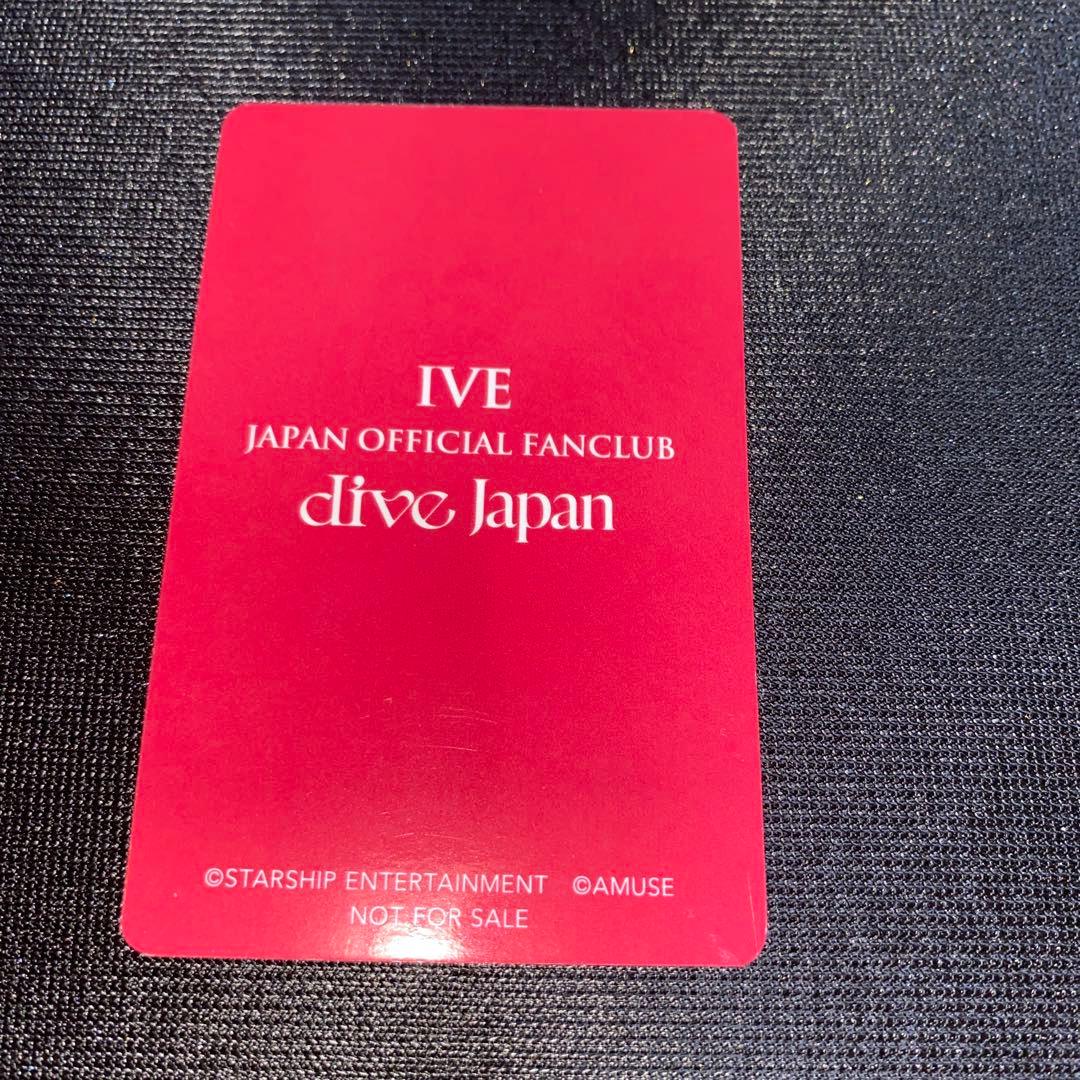 IVE
JAPAN OFFICIAL FANCLUB
dive Japan
©STARSHIP ENTERTAINMENT ©AMUSE
NOT FOR SALE